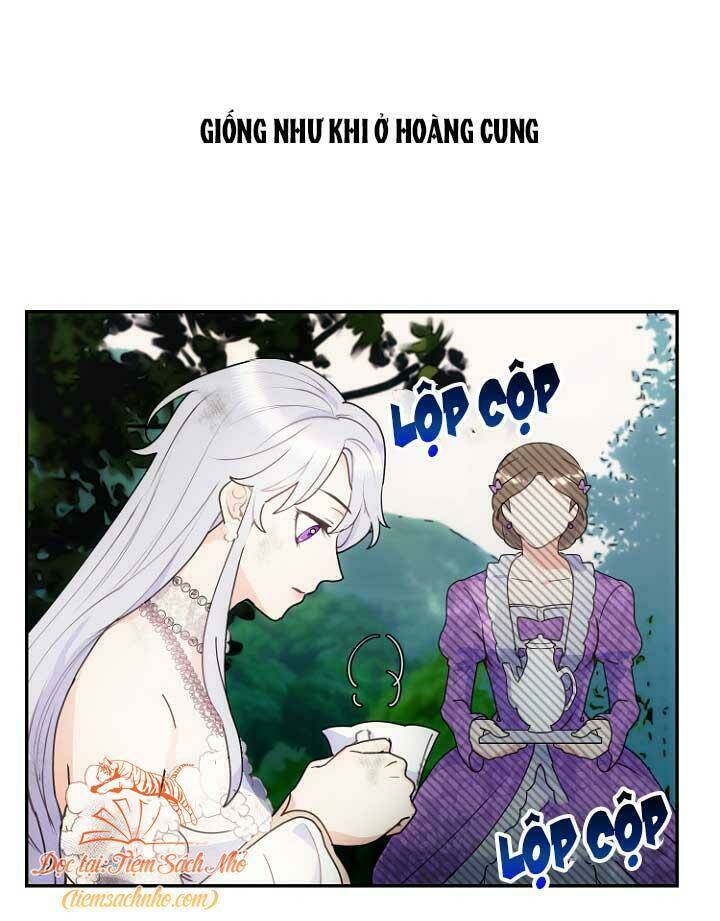 GIỐNG NHƯ KHI Ở HOÀNG CUNG
LỘP CỘP
LỘP CỘP
Đọc tại: Tiệm Sách Nhỏ
(tiemsachnho.com)